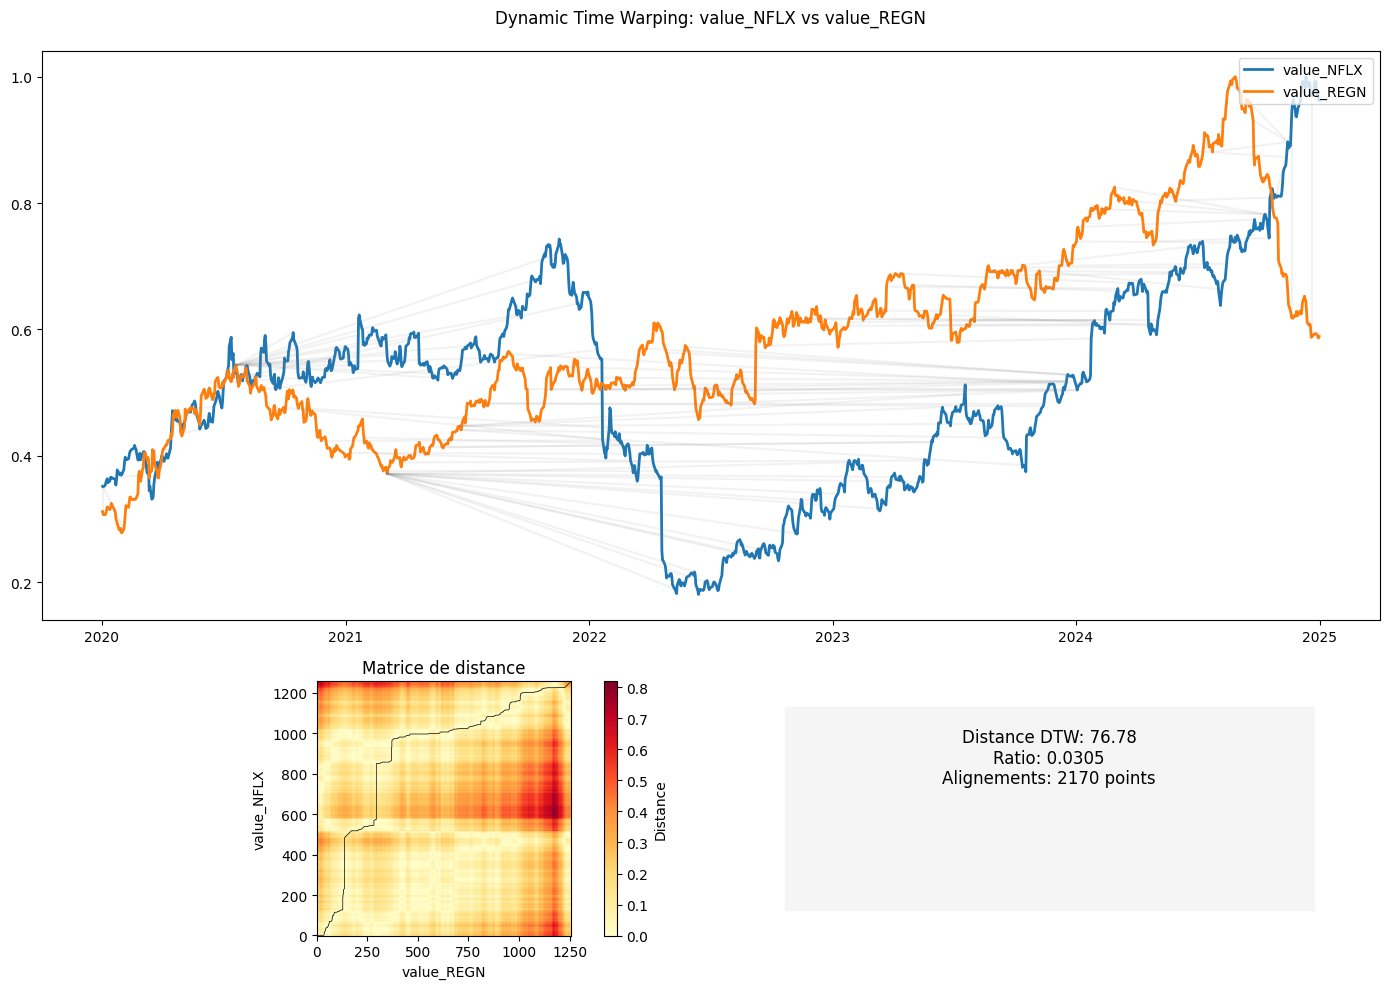 Dynamic Time Warping: value_NFLX vs value_REGN
value_NFLX
value_REGN
1.0
0.8
0.6
0.4
0.2
2020 2021 2022 2023 2024 2025
Matrice de distance
value_NFLX
1200
1000
800
600
400
200
0
0 250 500 750 1000 1250
value_REGN
0.8
0.7
0.6
0.5
0.4
0.3
0.2
0.1
0.0
Distance
Distance DTW: 76.78
Ratio: 0.0305
Alignements: 2170 points